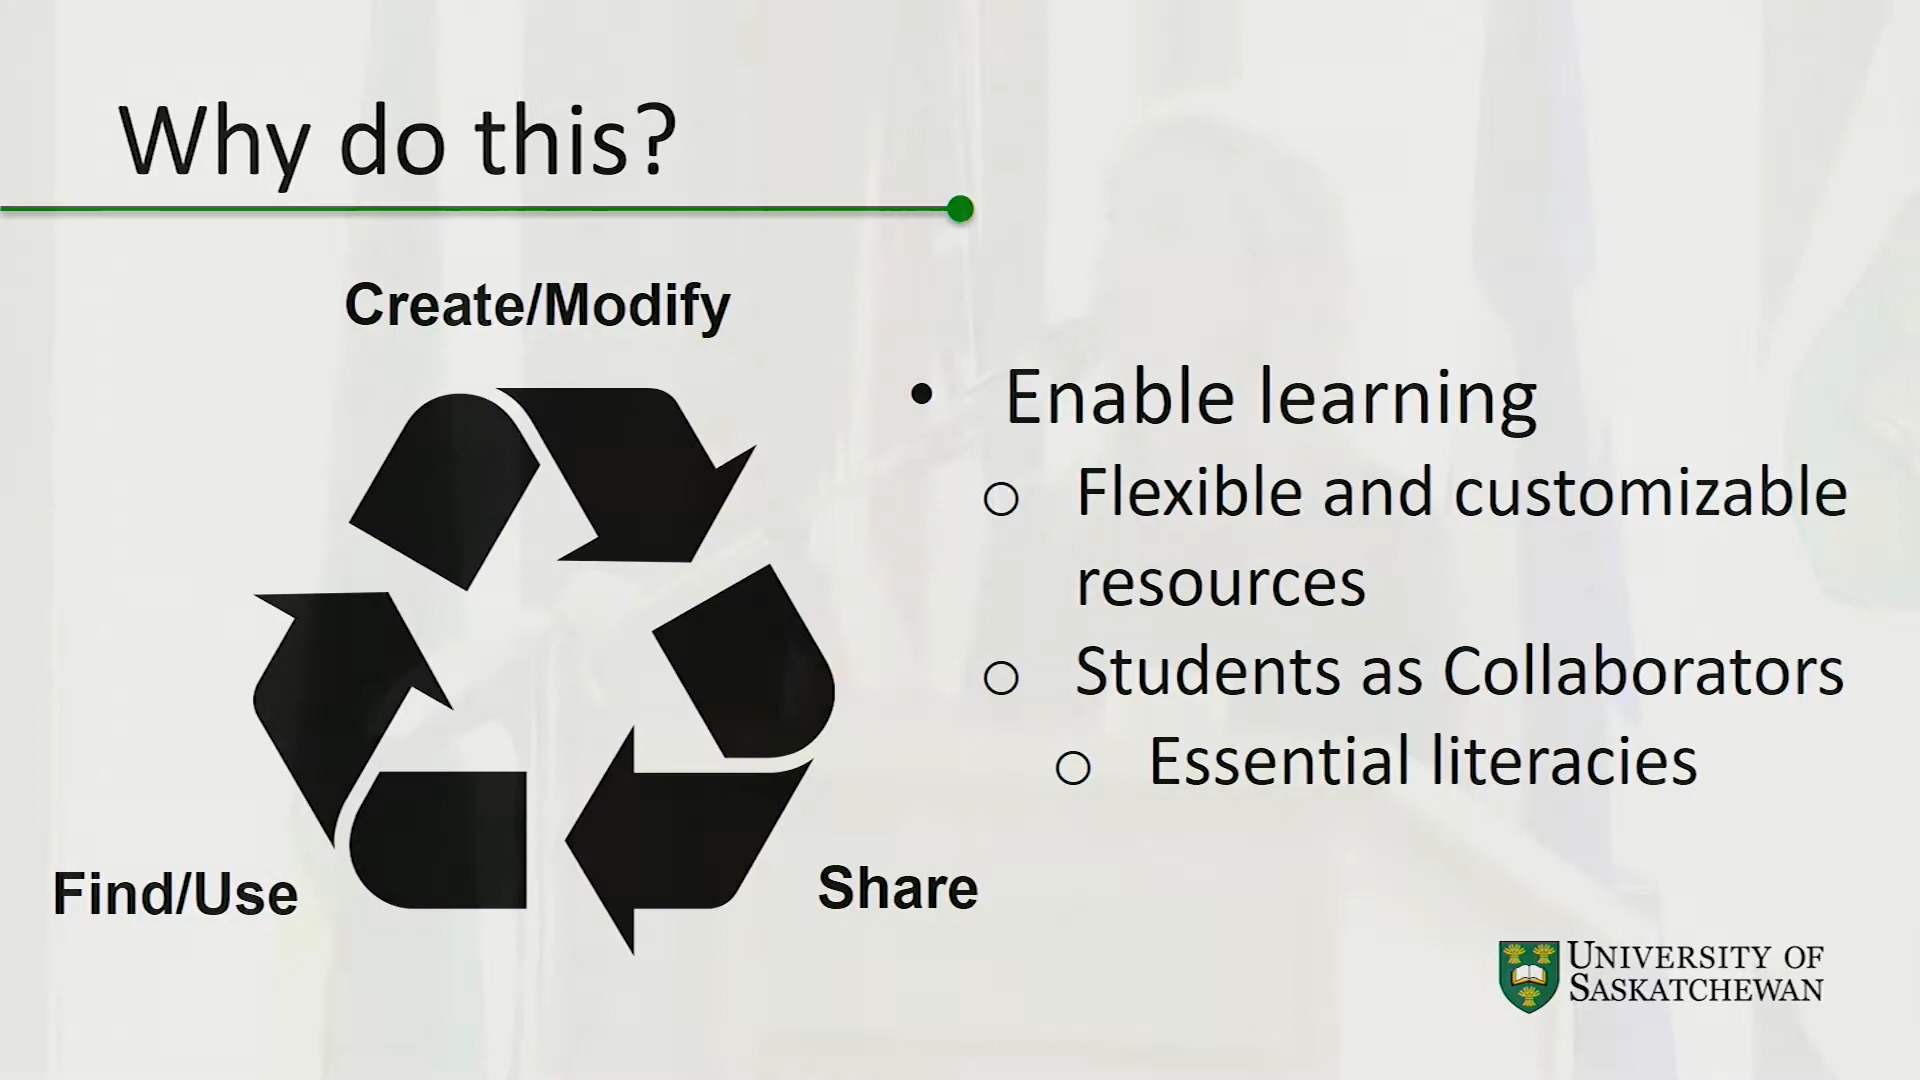 Why do this?
Create/Modify
Find/Use
Share
• Enable learning
o Flexible and customizable
resources
o Students as Collaborators
o Essential literacies
UNIVERSITY OF
SASKATCHEWAN